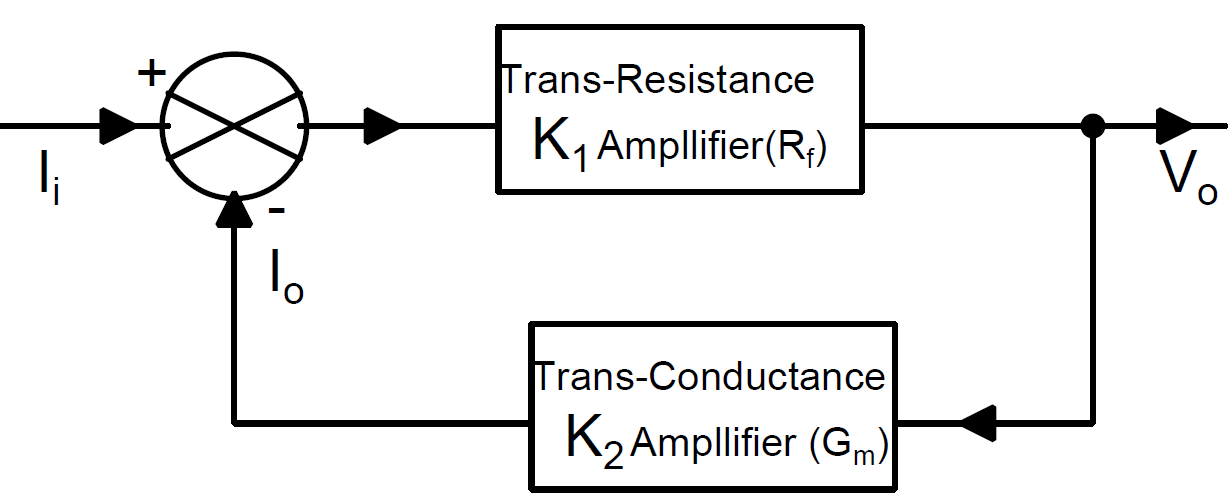 +
Trans-Resistance
K1 Ampllifier(Rf)
Ii
Vo
-
Io
Trans-Conductance
K2 Ampllifier (Gm)